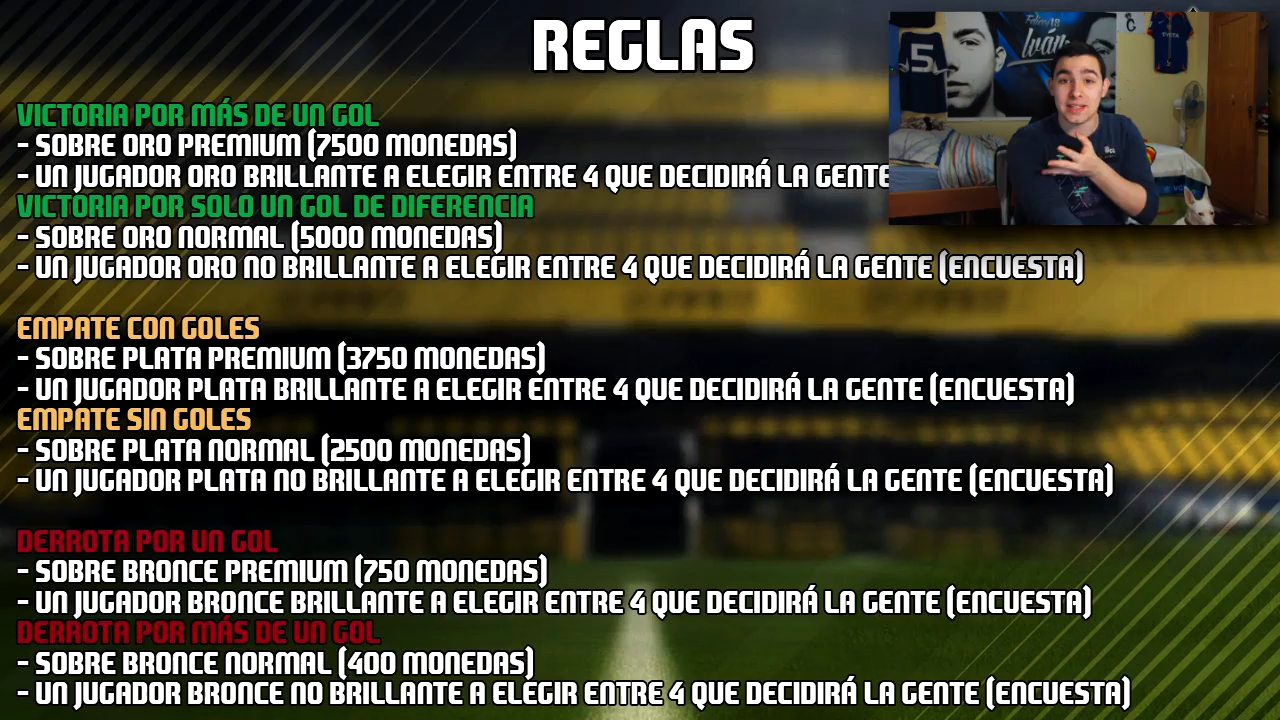 REGLAS
VICTORIA POR MÁS DE UN GOL
- SOBRE ORO PREMIUM (7500 MONEDAS)
- UN JUGADOR ORO BRILLANTE A ELEGIR ENTRE 4 QUE DECIDIRÁ LA GENTE
VICTORIA POR SOLO UN GOL DE DIFERENCIA
- SOBRE ORO NORMAL (5000 MONEDAS)
- UN JUGADOR ORO NO BRILLANTE A ELEGIR ENTRE 4 QUE DECIDIRÁ LA GENTE (ENCUESTA)
EMPATE CON GOLES
- SOBRE PLATA PREMIUM (3750 MONEDAS)
- UN JUGADOR PLATA BRILLANTE A ELEGIR ENTRE 4 QUE DECIDIRÁ LA GENTE (ENCUESTA)
EMPATE SIN GOLES
- SOBRE PLATA NORMAL (2500 MONEDAS)
- UN JUGADOR PLATA NO BRILLANTE A ELEGIR ENTRE 4 QUE DECIDIRÁ LA GENTE (ENCUESTA)
DERROTA POR UN GOL
- SOBRE BRONCE PREMIUM (750 MONEDAS)
- UN JUGADOR BRONCE BRILLANTE A ELEGIR ENTRE 4 QUE DECIDIRÁ LA GENTE (ENCUESTA)
DERROTA POR MÁS DE UN GOL
- SOBRE BRONCE NORMAL (400 MONEDAS)
- UN JUGADOR BRONCE NO BRILLANTE A ELEGIR ENTRE 4 QUE DECIDIRÁ LA GENTE (ENCUESTA)
5
Iván